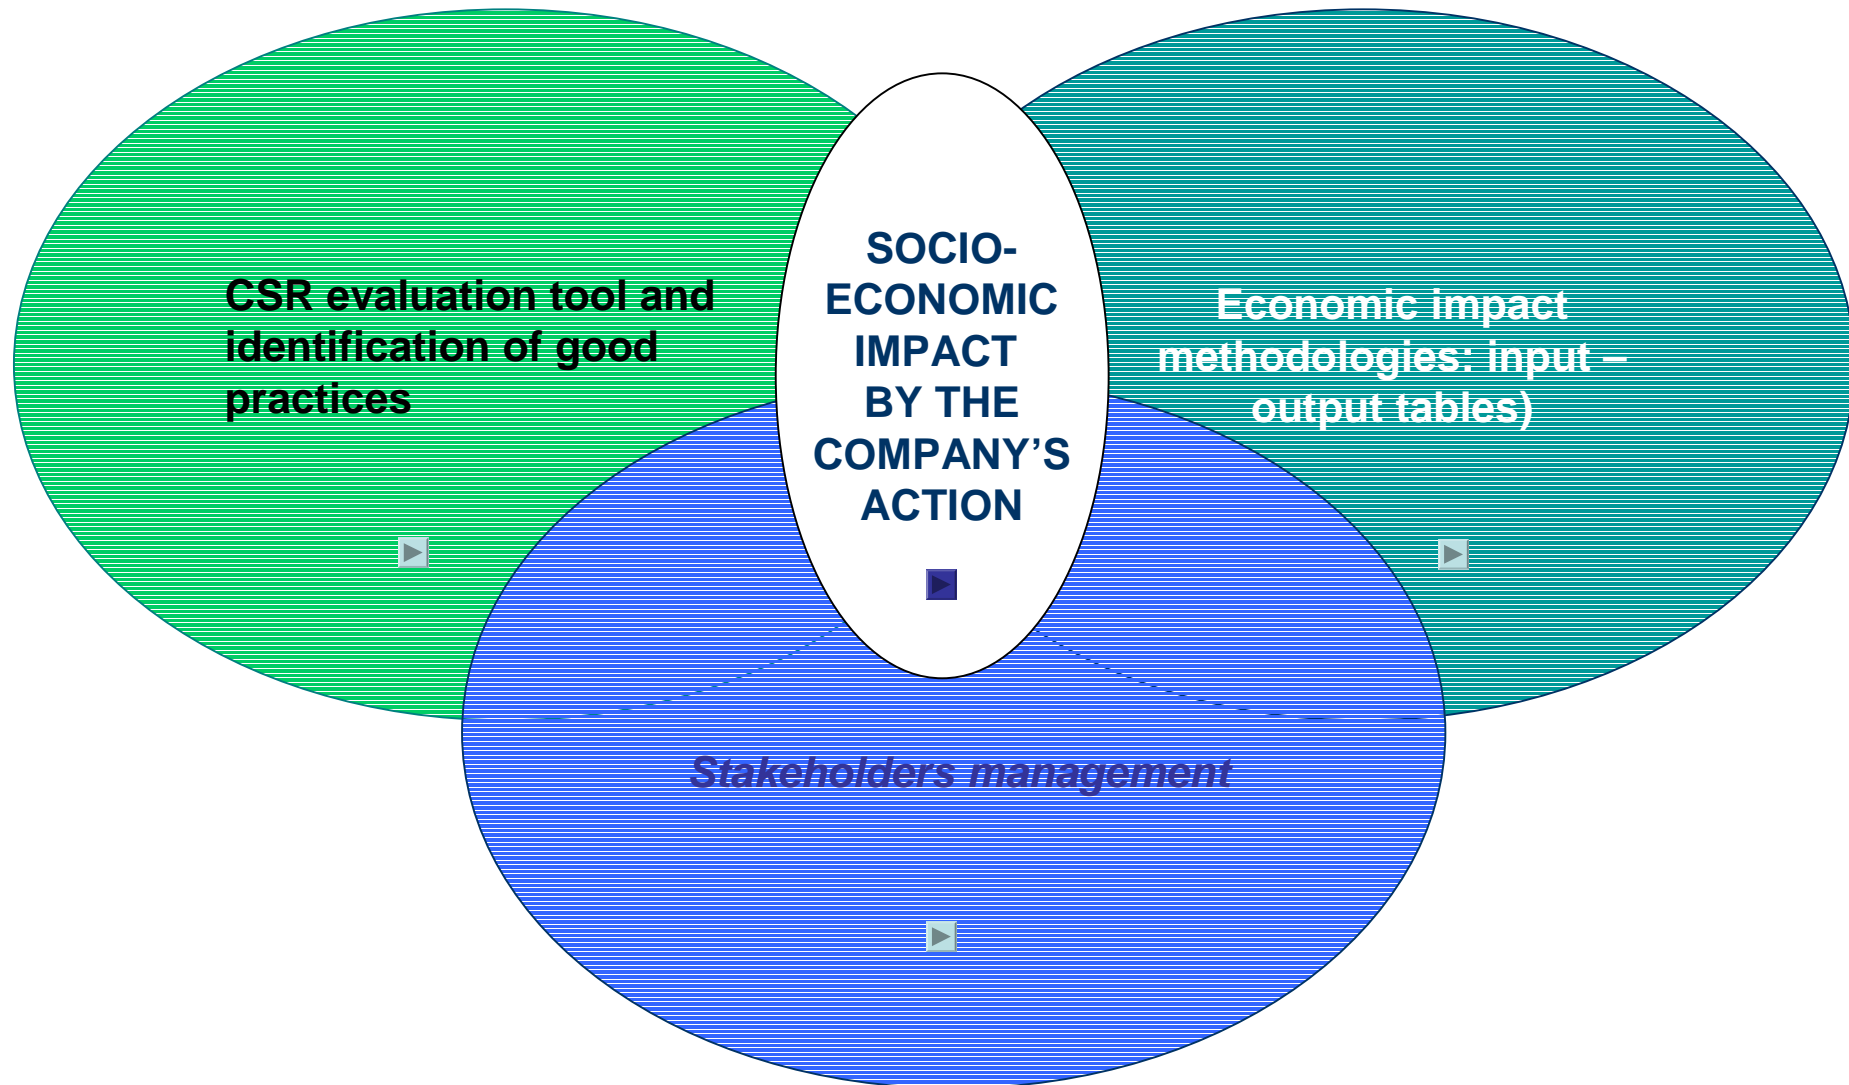 CSR evaluation tool and
identification of good
practices
SOCIO-
ECONOMIC
IMPACT
BY THE
COMPANY’S
ACTION
Economic impact
methodologies: input –
output tables)
Stakeholders management